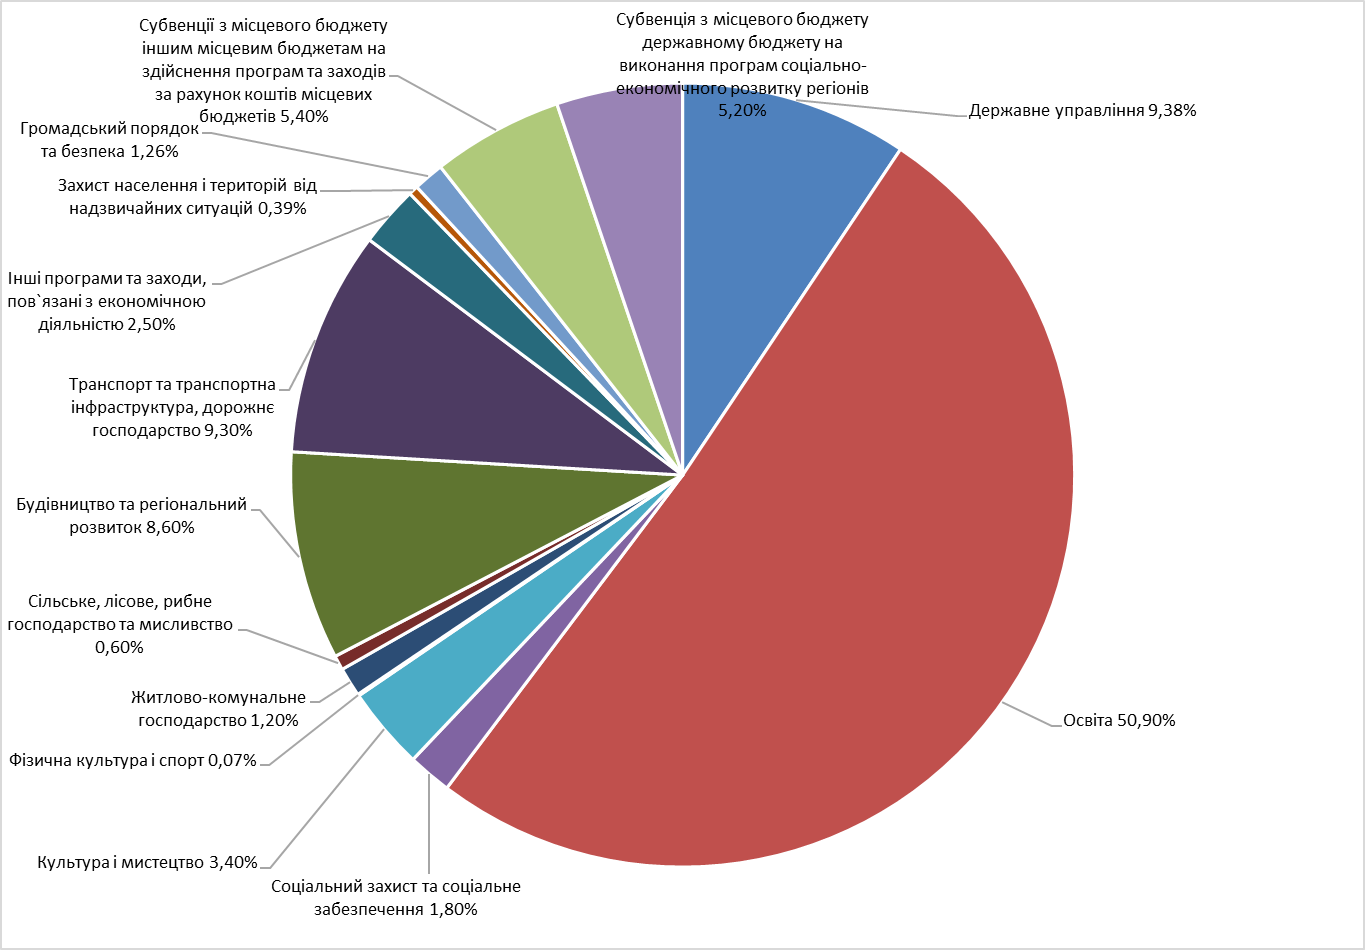 Субвенції з місцевого бюджету
іншим місцевим бюджетам на
здійснення програм та заходів
за рахунок коштів місцевих
бюджетів 5,40%
Субвенція з місцевого бюджету
державному бюджету на
виконання програм соціально-
економічного розвитку регіонів
5,20%
Державне управління 9,38%
Громадський порядок
та безпека 1,26%
Захист населення і територій від
надзвичайних ситуацій 0,39%
Інші програми та заходи,
пов`язані з економічною
діяльністю 2,50%
Транспорт та транспортна
інфраструктура, дорожнє
господарство 9,30%
Будівництво та регіональний
розвиток 8,60%
Сільське, лісове, рибне
господарство та мисливство
0,60%
Житлово-комунальне
господарство 1,20%
Освіта 50,90%
Фізична культура і спорт 0,07%
Культура і мистецтво 3,40%
Соціальний захист та соціальне
забезпечення 1,80%